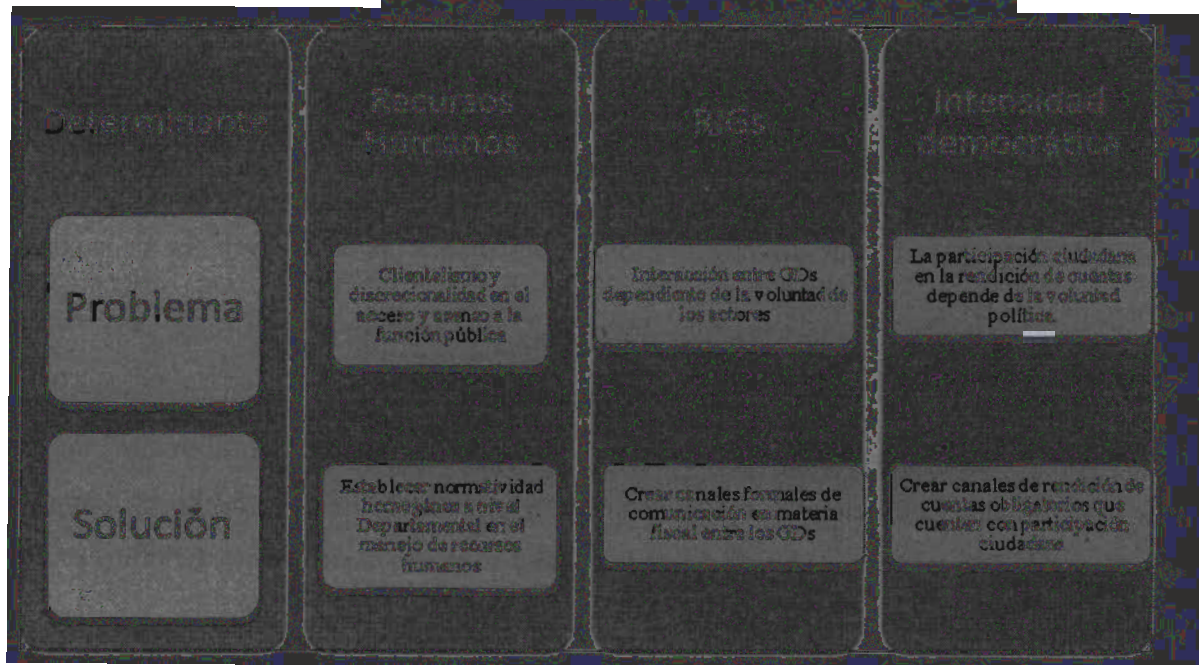 Determinante
Recursos
Humanos
RIGs
Intensidad
democrática
Problema
Clientelismo y
discrecionalidad en el
acceso y ascenso a la
función pública
Interacción entre GDs
dependiente de la voluntad de
los actores
La participación ciudadana
en la rendición de cuentas
depende de la voluntad
política.
Solución
Establecer normatividad
homogénea a nivel
Departamental en el
manejo de recursos
humanos
Crear canales formales de
comunicación en materia
fiscal entre los GDs
Crear canales de rendición de
cuentas obligatorios que
cuenten con participación
ciudadana